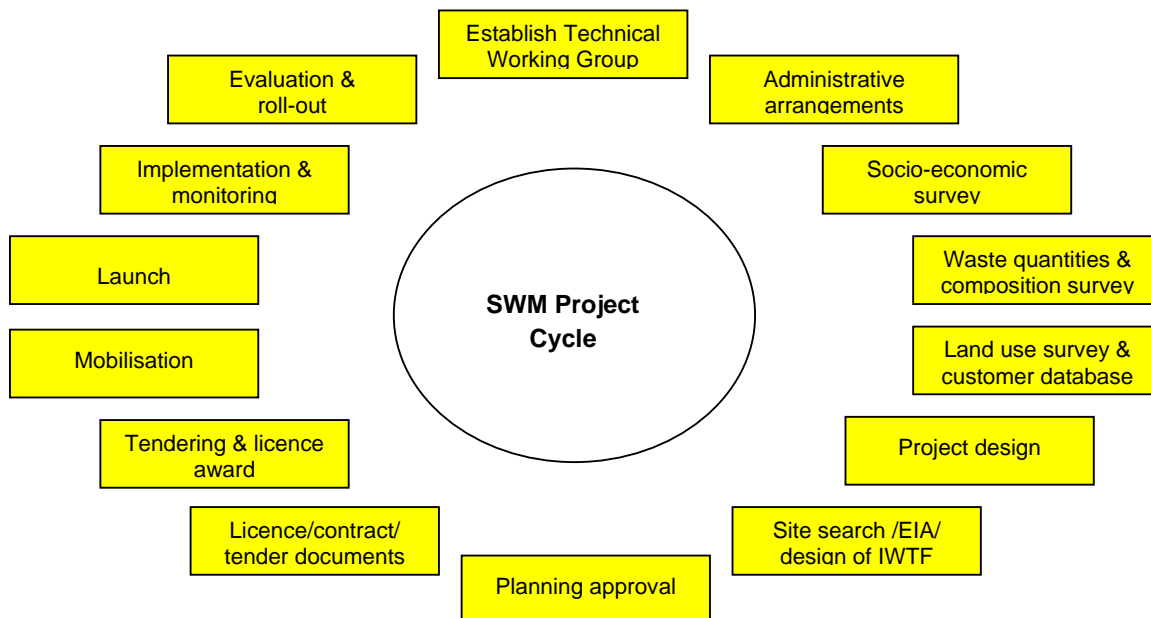 Establish Technical
Working Group
Administrative
arrangements
Socio-economic
survey
Waste quantities &
composition survey
Land use survey &
customer database
Project design
Site search /EIA/
design of IWTF
Planning approval
Licence/contract/
tender documents
Tendering & licence
award
Mobilisation
Launch
Implementation &
monitoring
Evaluation &
roll-out
SWM Project
Cycle